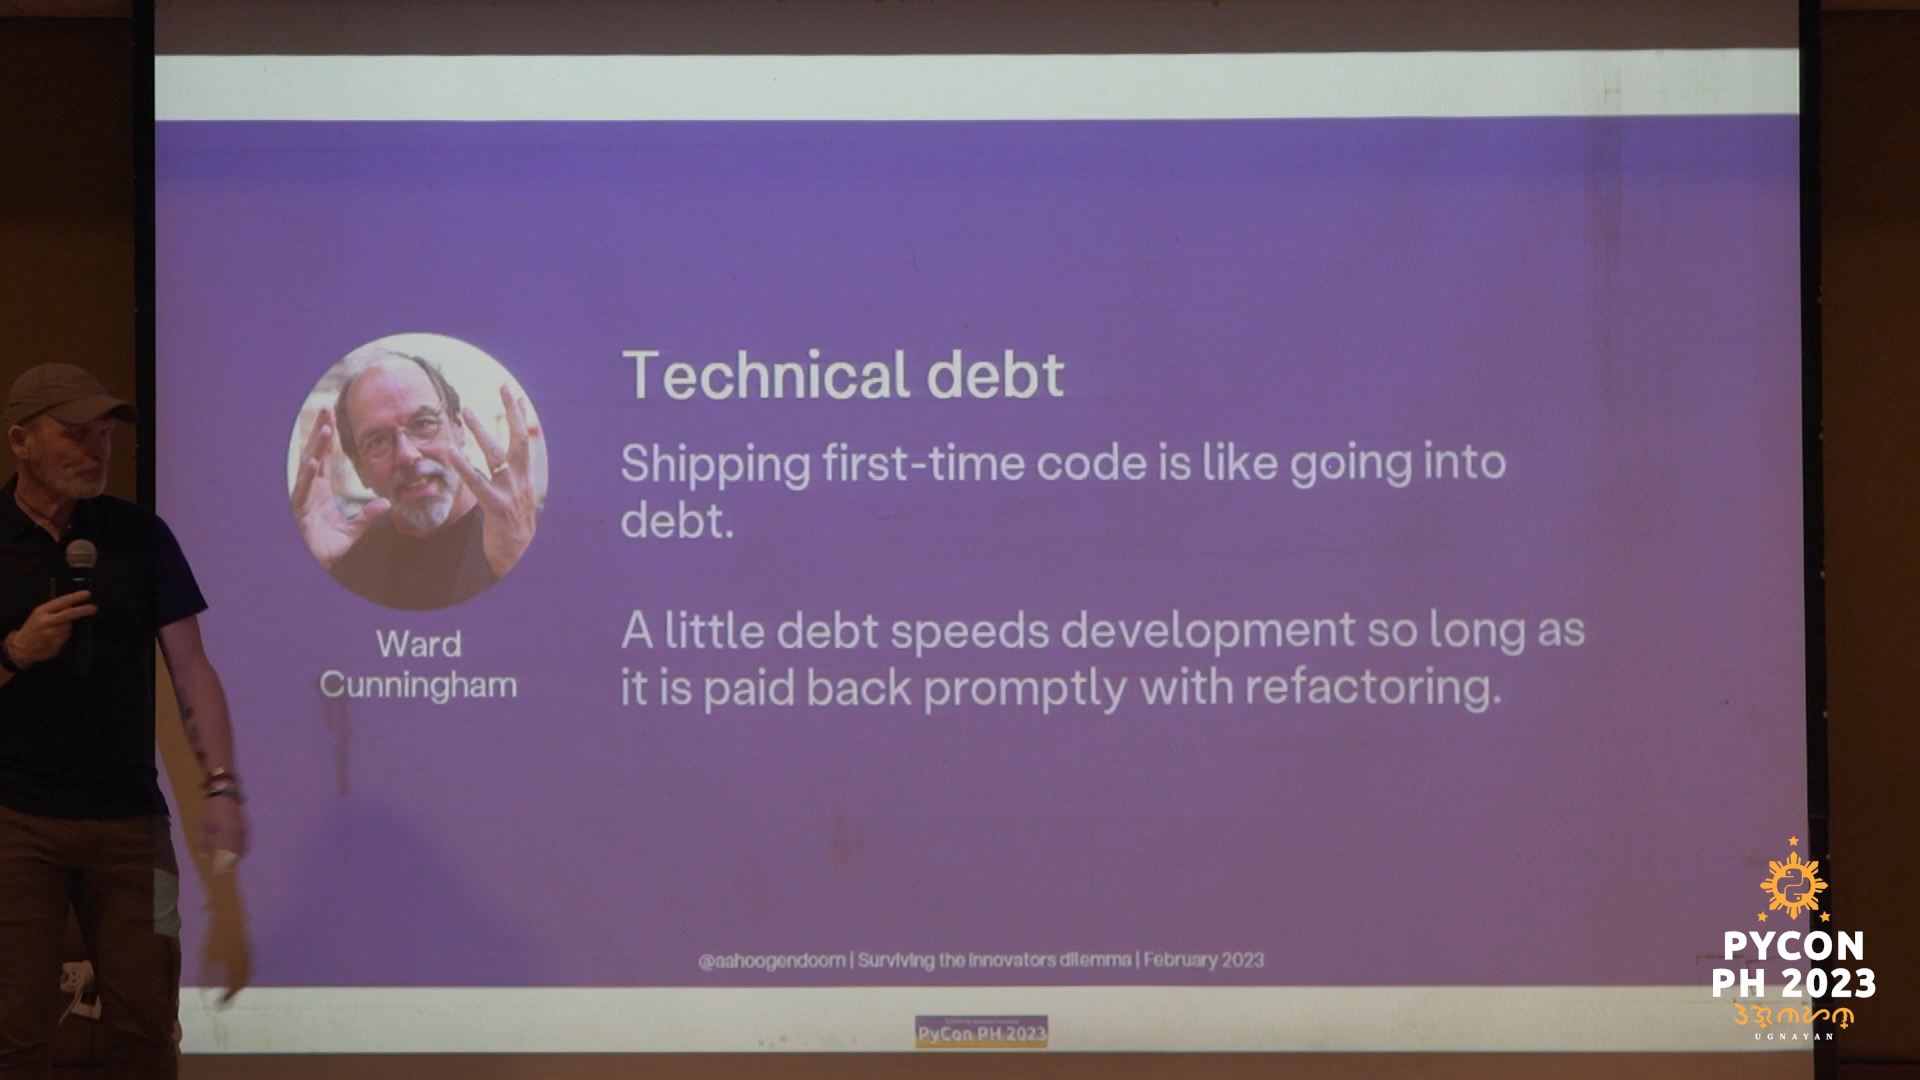 Technical debt
Shipping first-time code is like going into
debt.
A little debt speeds development so long as
it is paid back promptly with refactoring.
Ward
Cunningham
@aahoogendoorn | Surviving the innovators dilemma | February 2023
PyCon PH 2023
PYCON
PH 2023
UGNAYAN